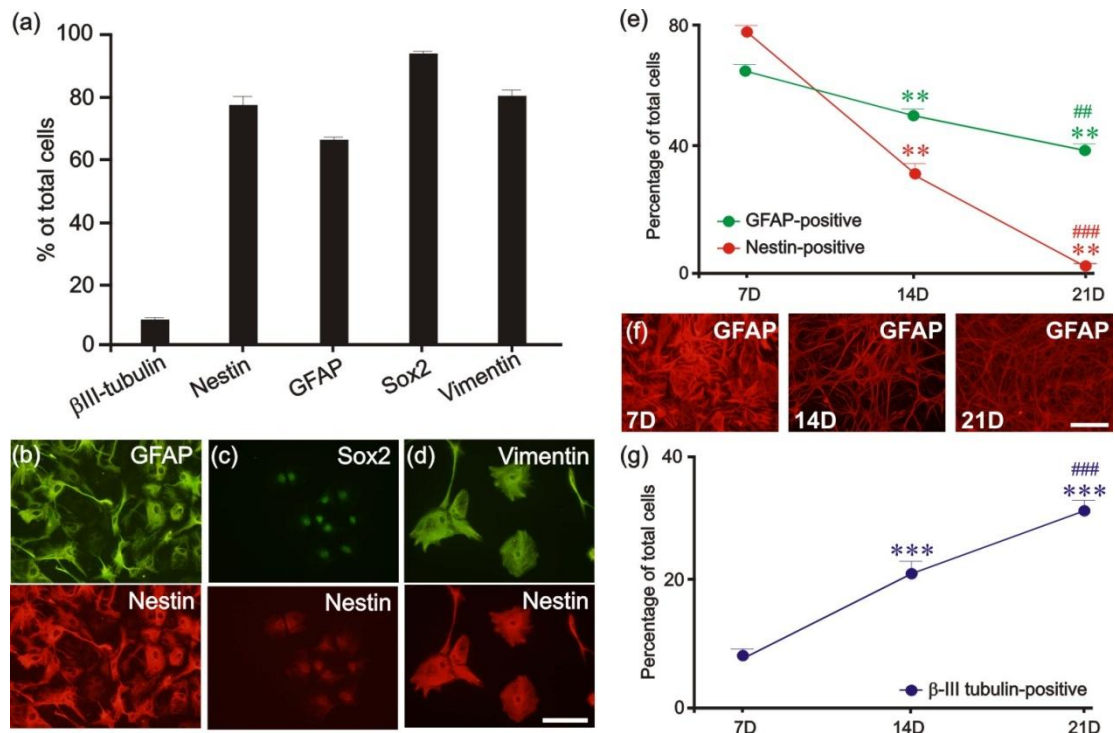 (a)
100
80
60
80
20
0
% ot total cells
βIII-tubulin
Nestin
GFAP
Sox2
Vimentin
(b) GFAP
(c) Sox2
(d) Vimentin
Nestin
Nestin
Nestin
(e)
80
40
0
Percentage of total cells
**
##
**
**
###
**
GFAP-positive
Nestin-positive
7D 14D 21D
(f) GFAP GFAP GFAP
7D 14D 21D
(g)
40
20
0
Percentage of total cells
###
***
***
β-III tubulin-positive
7D 14D 21D